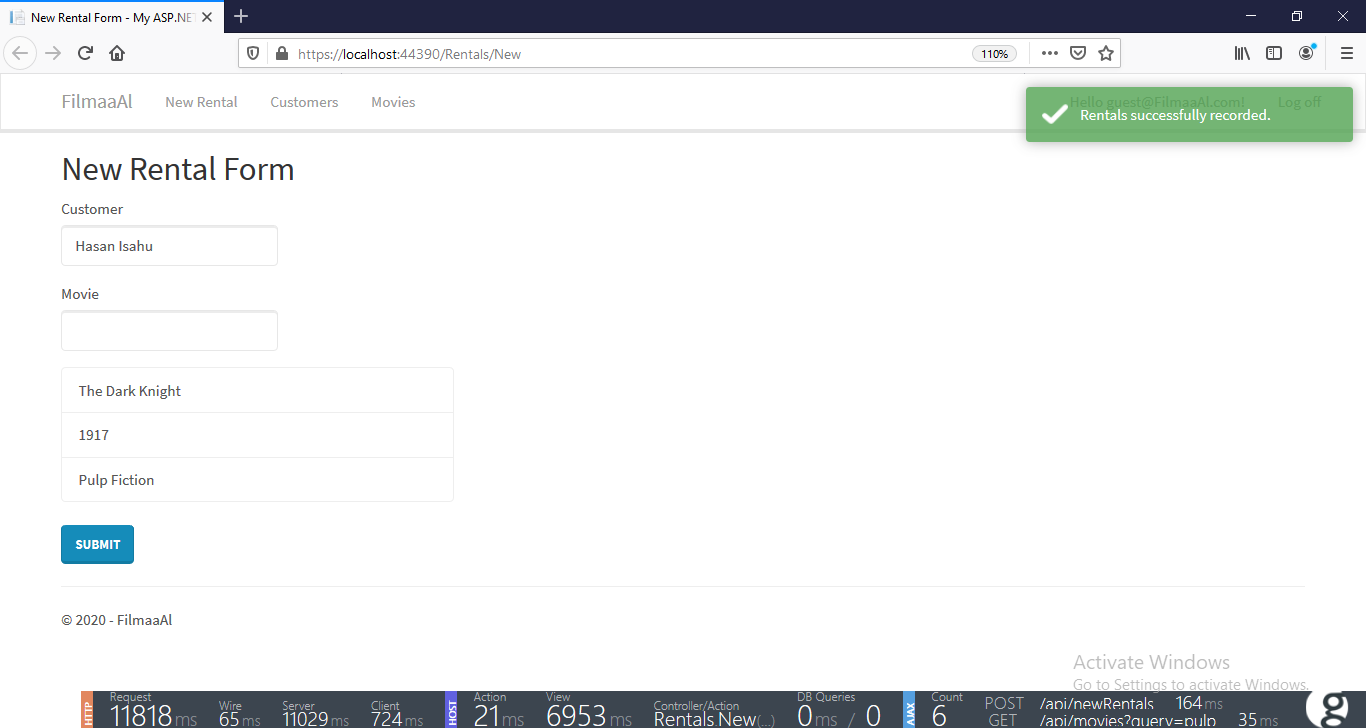 New Rental Form - My ASP.NET
https://localhost:44390/Rentals/New
110%
FilmaaAl
New Rental
Customers
Movies
Hello guest@FilmaaAl.com!
Log off
Rentals successfully recorded.
New Rental Form
Customer
Hasan Isahu
Movie
The Dark Knight
1917
Pulp Fiction
SUBMIT
© 2020 - FilmaaAl
Activate Windows
Go to Settings to activate Windows.
HTTP
Request
11818 ms
Wire
65 ms
Server
11029 ms
Client
724 ms
HOST
Action
21 ms
View
6953 ms
Controller/Action
Rentals.New(...)
DB Queries
0 ms / 0
AJAX
Count
6
POST /api/newRentals 164 ms
GET /api/movies?query=pulp 35 ms
g